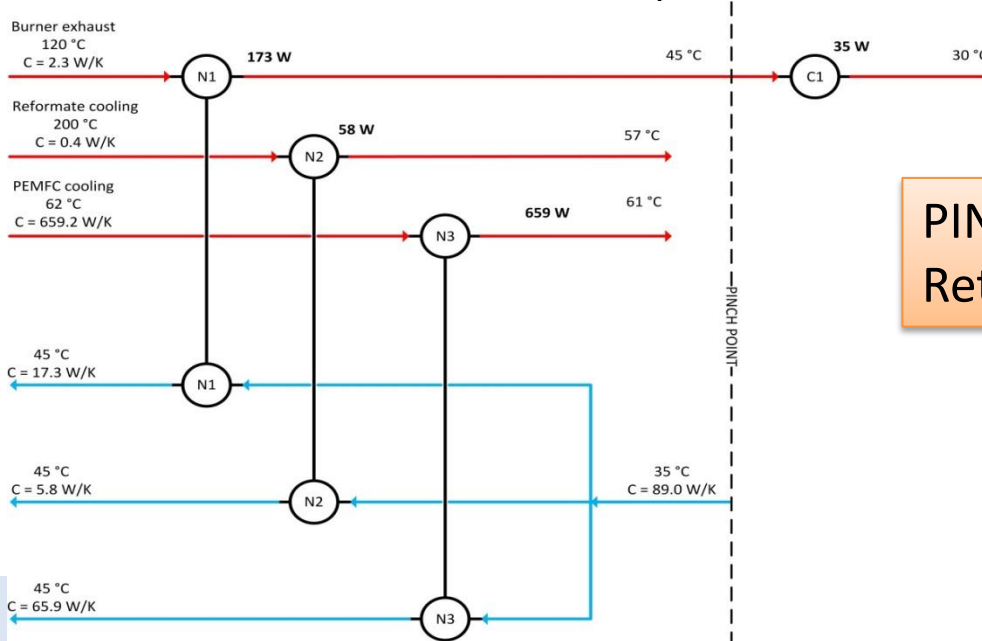 Burner exhaust
120 °C
C = 2.3 W/K
N1
173 W
45 °C
C1
35 W
30 °C
Reformate cooling
200 °C
C = 0.4 W/K
N2
58 W
57 °C
PEMFC cooling
62 °C
C = 659.2 W/K
N3
659 W
61 °C
PIN
Ret
PINCH POINT
45 °C
C = 17.3 W/K
N1
45 °C
C = 5.8 W/K
N2
35 °C
C = 89.0 W/K
45 °C
C = 65.9 W/K
N3